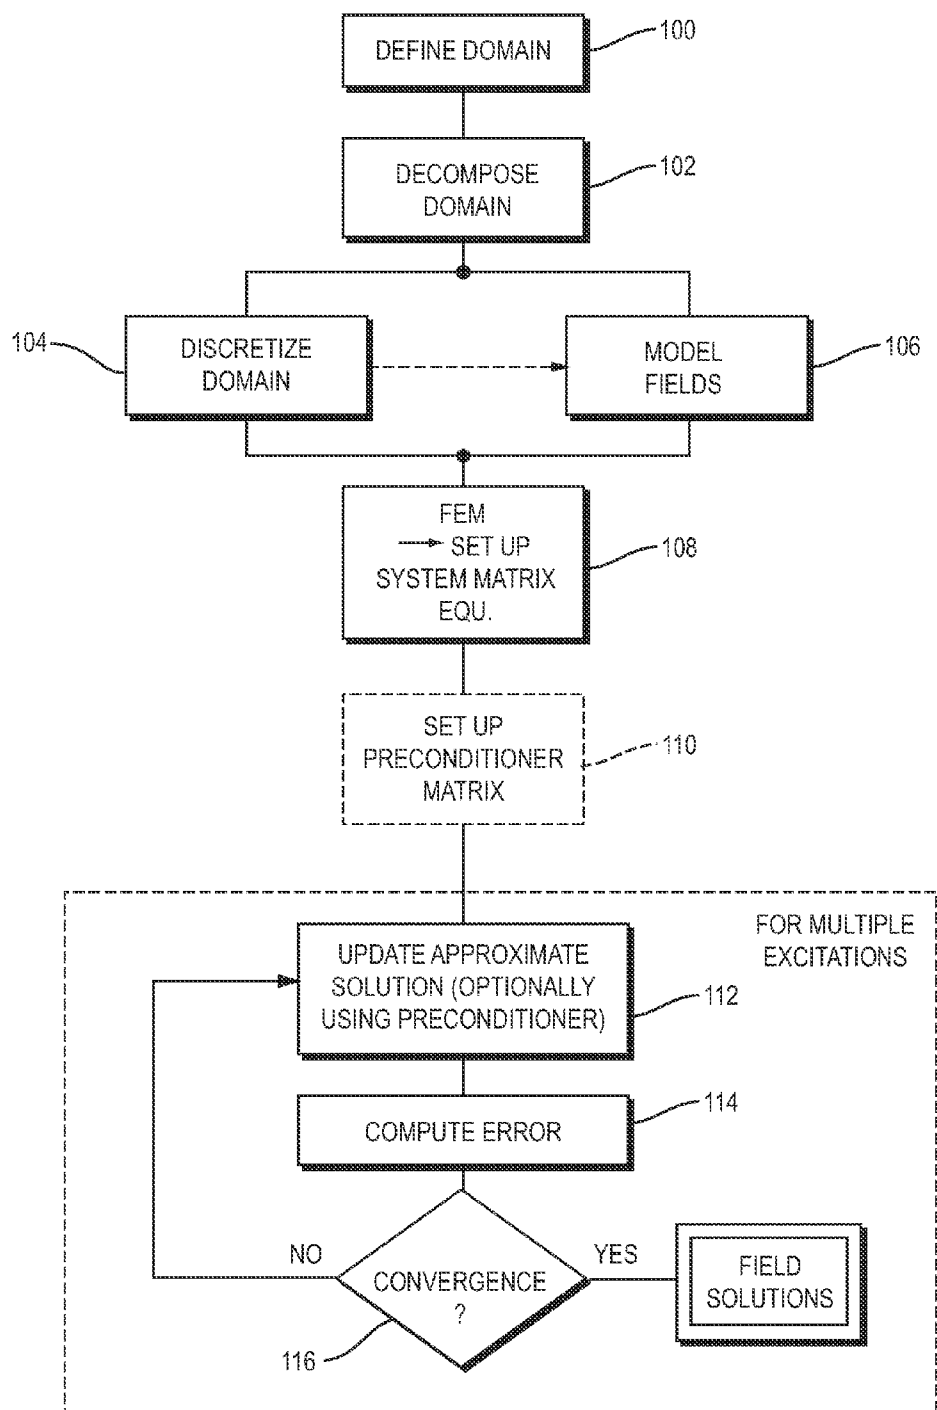 DEFINE DOMAIN
100
DECOMPOSE
DOMAIN
102
104
DISCRETIZE
DOMAIN
MODEL
FIELDS
106
FEM
SET UP
SYSTEM MATRIX
EQU.
108
SET UP
PRECONDITIONER
MATRIX
110
FOR MULTIPLE
EXCITATIONS
UPDATE APPROXIMATE
SOLUTION (OPTIONALLY
USING PRECONDITIONER)
112
COMPUTE ERROR
114
NO
CONVERGENCE
?
YES
116
FIELD
SOLUTIONS